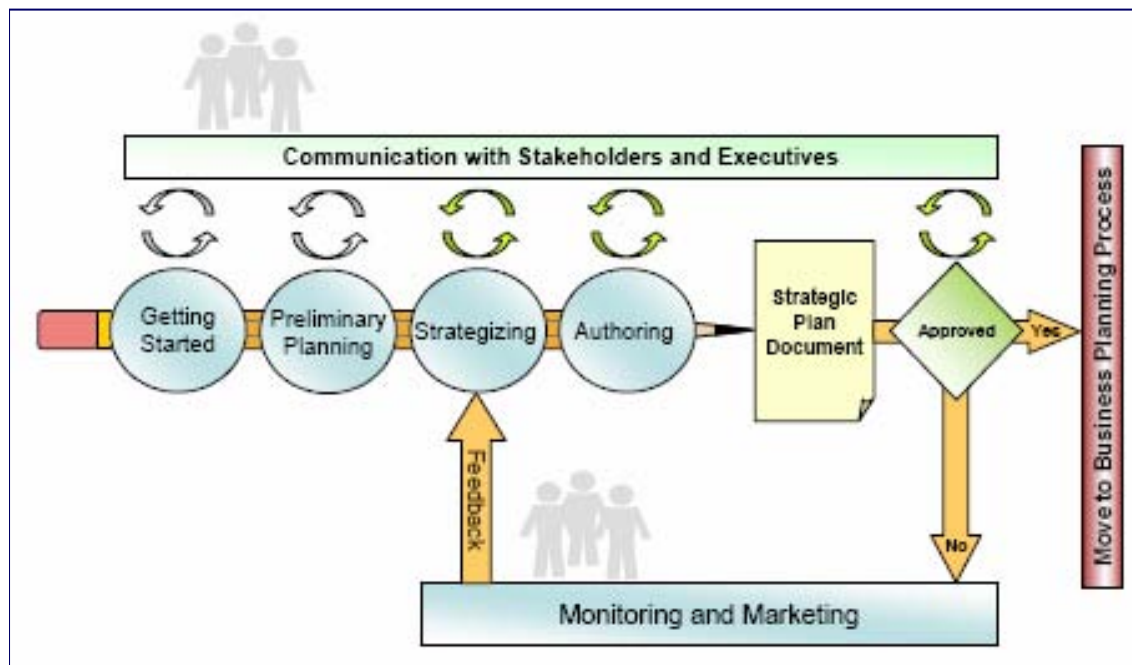 Communication with Stakeholders and Executives
Getting
Started
Preliminary
Planning
Strategizing
Authoring
Strategic
Plan
Document
Approved
Yes
No
Feedback
Monitoring and Marketing
Move to Business Planning Process